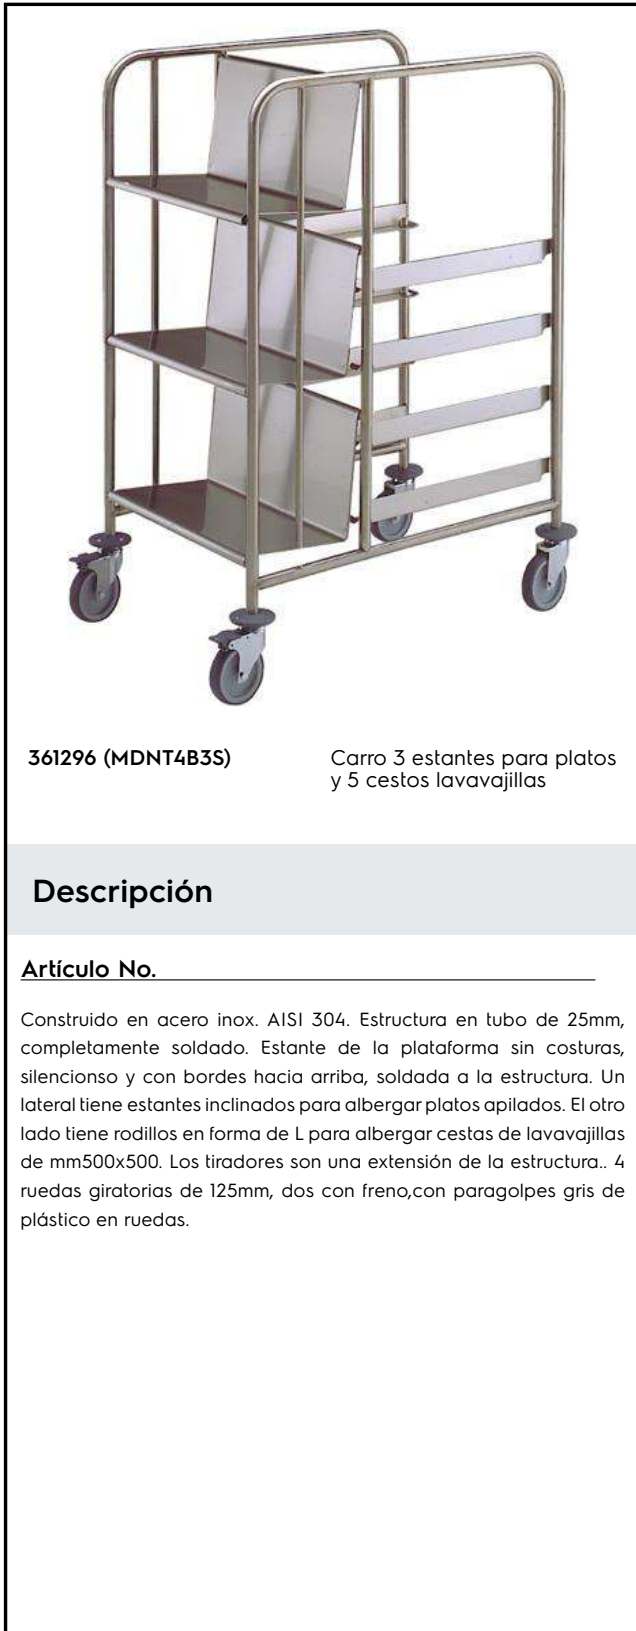 361296 (MDNT4B3S)
Carro 3 estantes para platos
y 5 cestos lavavajillas
Descripción
Artículo No.
Construido en acero inox. AISI 304. Estructura en tubo de 25mm,
completamente soldado. Estante de la plataforma sin costuras,
silencionso y con bordes hacia arriba, soldada a la estructura. Un
lateral tiene estantes inclinados para albergar platos apilados. El otro
lado tiene rodillos en forma de L para albergar cestas de lavavajillas
de mm500x500. Los tiradores son una extensión de la estructura.. 4
ruedas giratorias de 125mm, dos con freno,con paragolpes gris de
plástico en ruedas.